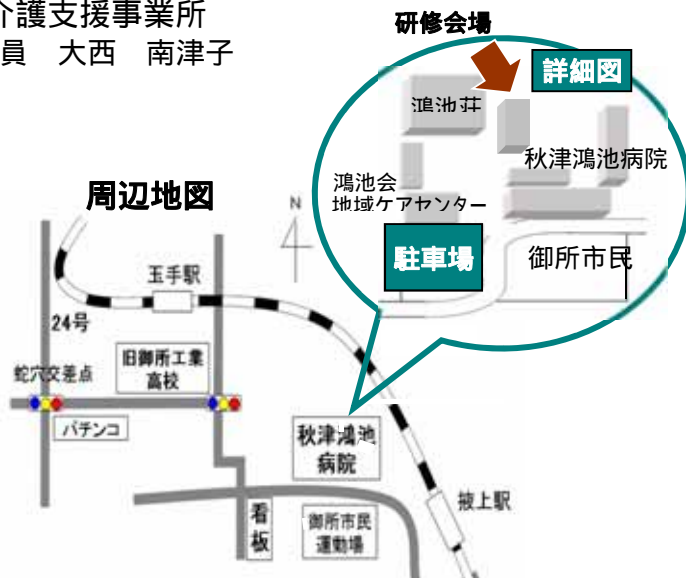 介護支援事業所
員　大西　南津子
研修会場
詳細図
鴻池荘
秋津鴻池病院
鴻池会
地域ケアセンター
駐車場
御所市民
周辺地図
N
玉手駅
24号
旧御所工業
高校
蛇穴交差点
パチンコ
秋津鴻池
病院
掖上駅
看
板
御所市民
運動場